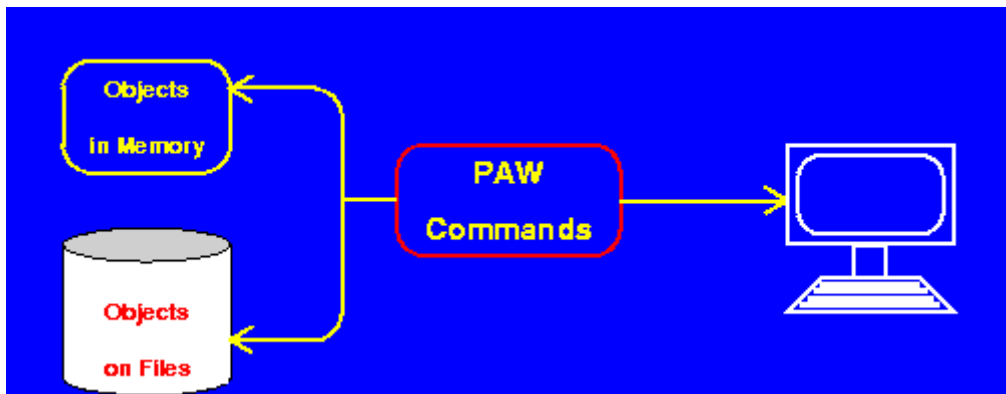 Objects
in Memory
PAW
Commands
Objects
on Files